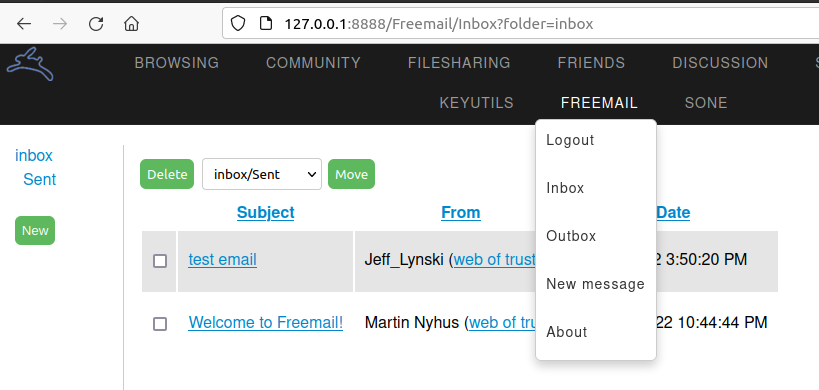 127.0.0.1:8888/Freemail/Inbox?folder=inbox
BROWSING COMMUNITY FILESHARING FRIENDS DISCUSSION
KEYUTILS FREEMAIL SONE
Logout
Inbox
Outbox
New message
About
inbox
Sent
New
Delete inbox/Sent Move
Subject From Date
test email Jeff_Lynski (web of trust 3:50:20 PM
Welcome to Freemail! Martin Nyhus (web of 22 10:44:44 PM